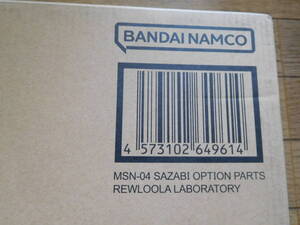 BANDAI NAMCO
4 573102 649614
MSN-04 SAZABI OPTION PARTS
REWLOOLA LABORATORY